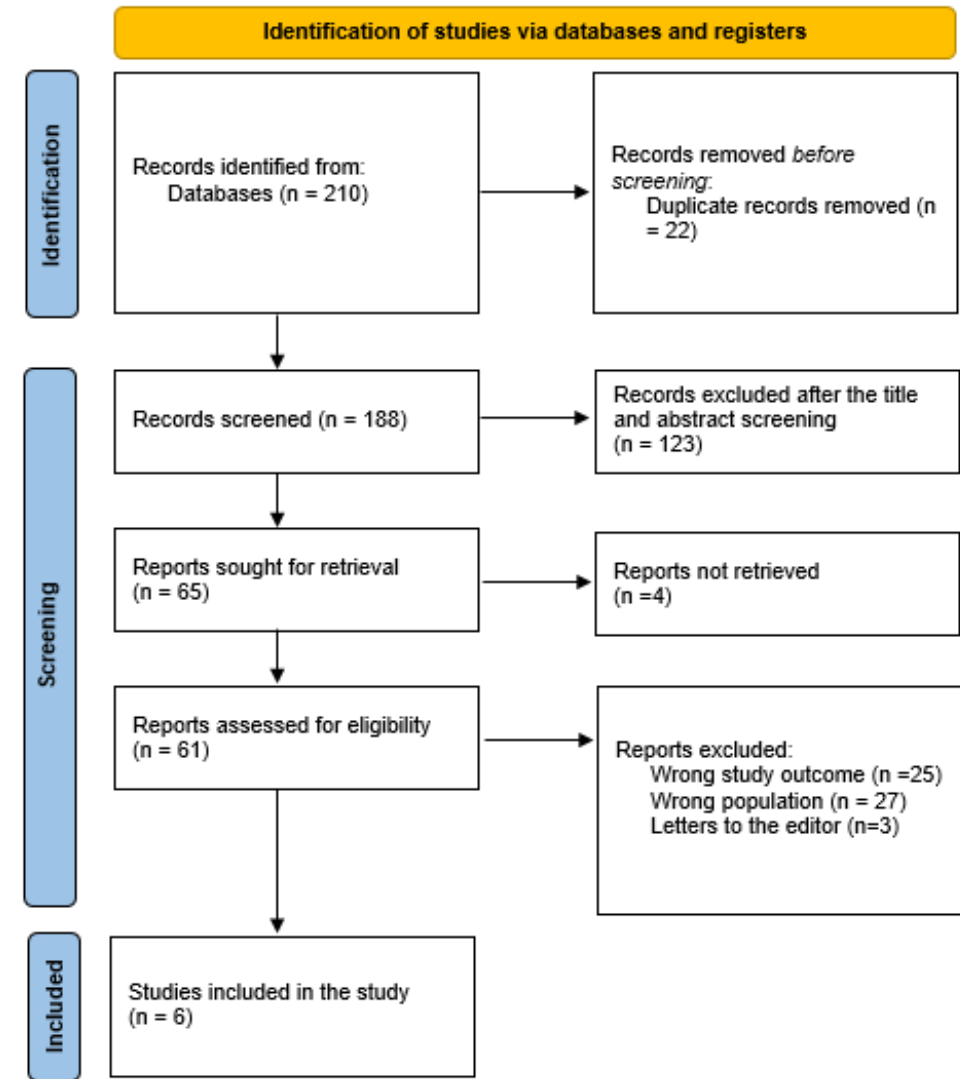 Identification of studies via databases and registers
Identification
Records identified from:
Databases (n = 210)
Records removed before
screening:
Duplicate records removed (n
= 22)
Screening
Records screened (n = 188)
Records excluded after the title
and abstract screening
(n = 123)
Reports sought for retrieval
(n = 65)
Reports not retrieved
(n =4)
Reports assessed for eligibility
(n = 61)
Reports excluded:
Wrong study outcome (n =25)
Wrong population (n = 27)
Letters to the editor (n=3)
Included
Studies included in the study
(n = 6)